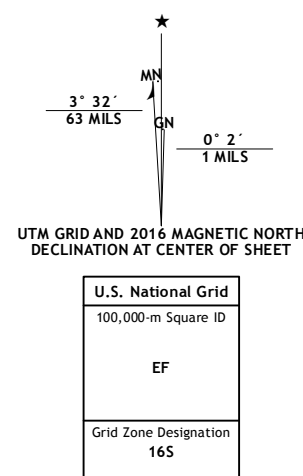 ★
MN
3° 32´
63 MILS
GN
0° 2´
1 MILS
UTM GRID AND 2016 MAGNETIC NORTH
DECLINATION AT CENTER OF SHEET
U.S. National Grid
100,000-m Square ID
EF
Grid Zone Designation
16S